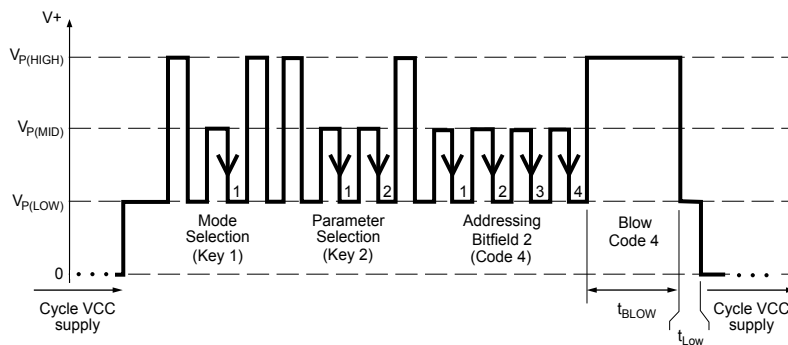 V+
VP(HIGH)
VP(MID)
VP(LOW)
0
1
1
2
1
2
3
4
Mode
Selection
(Key 1)
Parameter
Selection
(Key 2)
Addressing
Bitfield 2
(Code 4)
Blow
Code 4
Cycle VCC
supply
tBLOW
tLow
Cycle VCC
supply